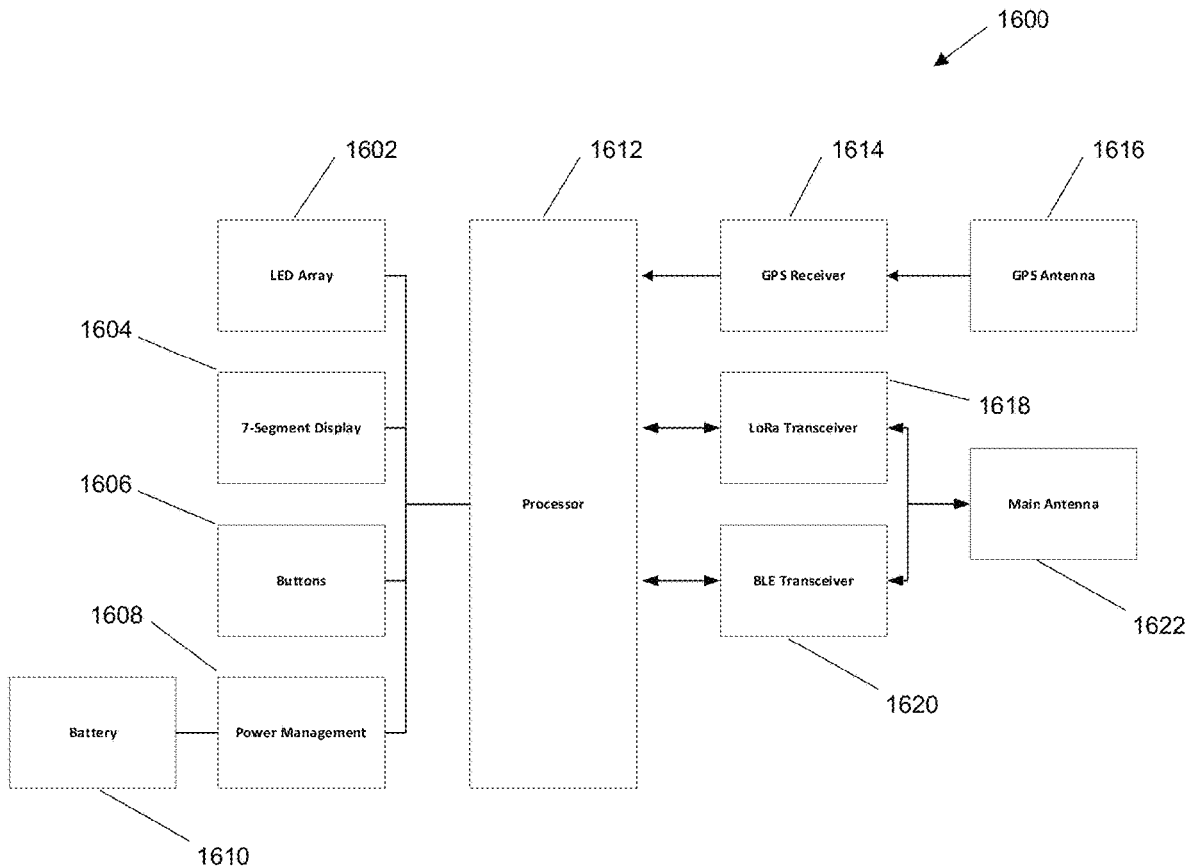 1600
1602
1612
1614
1616
LED Array
GPS Receiver
GPS Antenna
1604
7-Segment Display
LoRa Transceiver
1618
1606
Buttons
Processor
BLE Transceiver
Main Antenna
1622
1608
1620
Battery
Power Management
1610